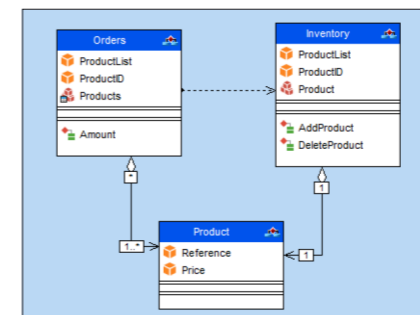 Orders
ProductList
ProductID
Products
Amount
Inventory
ProductList
ProductID
Product
AddProduct
DeleteProduct
*
1
1..*
1
Product
Reference
Price